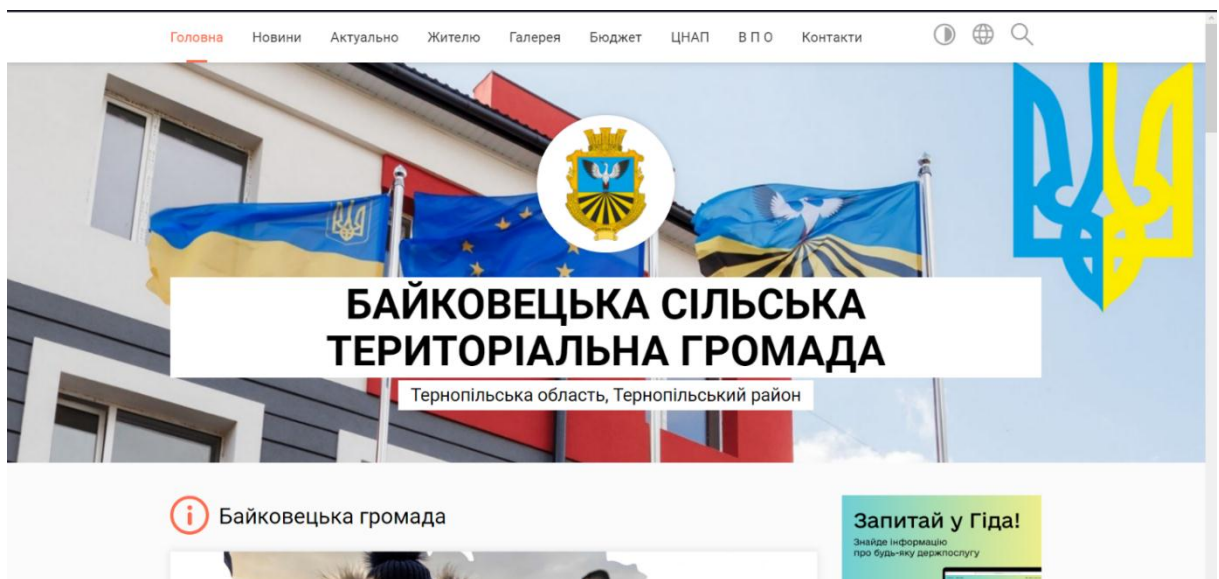 Головна Новини Актуально Жителю Галерея Бюджет ЦНАП В П О Контакти
БАЙКОВЕЦЬКА СІЛЬСЬКА
ТЕРИТОРІАЛЬНА ГРОМАДА
Тернопільська область, Тернопільський район
Байковецька громада
Запитай у Гіда!
Знайде інформацію
про будь-яку держпослугу